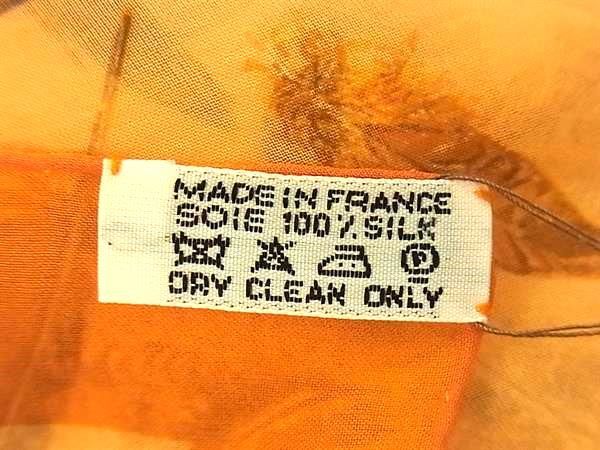 MADE IN FRANCE
SOIE 100% SILK
P
DRY CLEAN ONLY